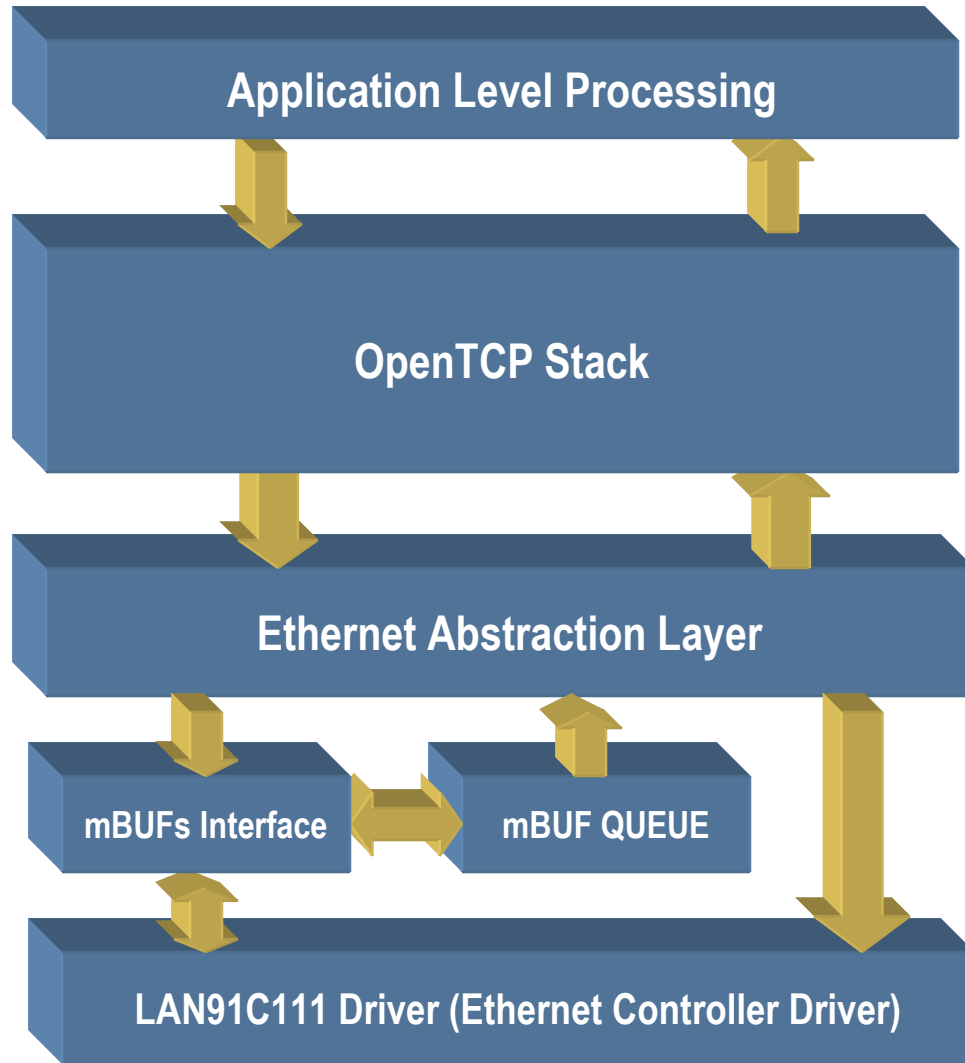 Application Level Processing
OpenTCP Stack
Ethernet Abstraction Layer
mBUFs Interface
mBUF QUEUE
LAN91C111 Driver (Ethernet Controller Driver)